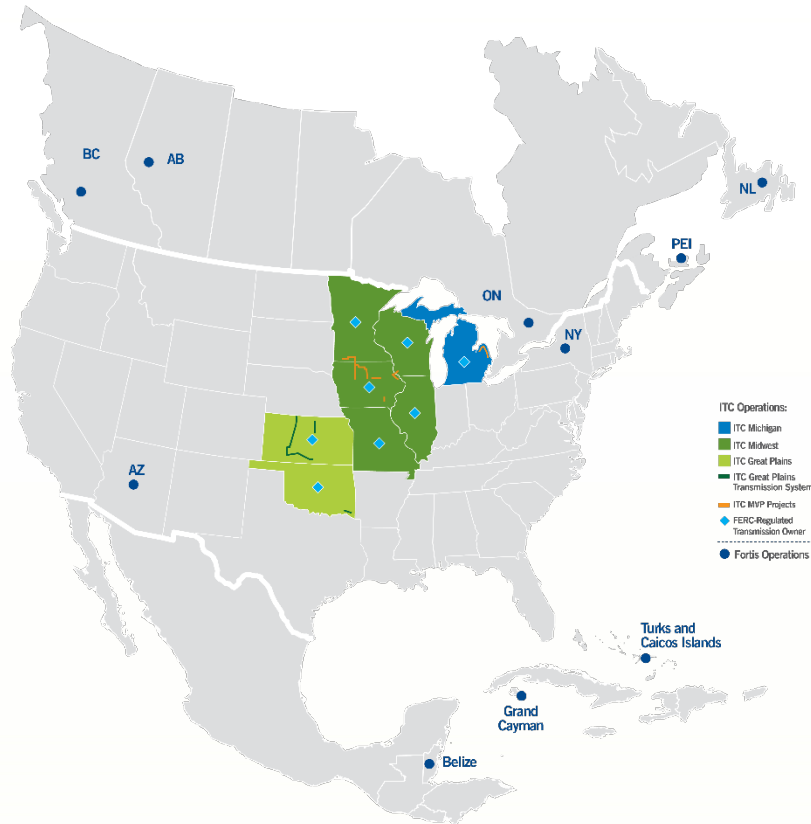 BC
AB
NL
PEI
ON
NY
AZ
ITC Operations:
ITC Michigan
ITC Midwest
ITC Great Plains
ITC Great Plains
Transmission System
ITC MVP Projects
FERC-Regulated
Transmission Owner
Fortis Operations
Turks and
Caicos Islands
Grand
Cayman
Belize